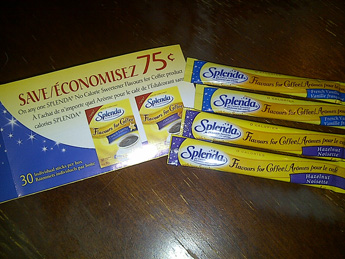 SAVE/ÉCONOMISEZ 75¢
On any one SPLENDA® No Calorie Sweetener Flavours for Coffee product
À l'achat de n'importe quel Arôme pour le café de l'Édulcorant sans
calories SPLENDA®
Splenda
Flavours for Coffee
Splenda
Flavours for Coffee
30 individual sticks per box
Splenda
Flavours for Coffee/Arômes pour le café
French Vanilla
Vanille française
Splenda
Flavours for Coffee/Arômes pour le café
French Vanilla
Vanille française
Splenda
Flavours for Coffee/Arômes pour le café
Hazelnut
Noisette
Splenda
Flavours for Coffee/Arômes pour le café
Hazelnut
Noisette